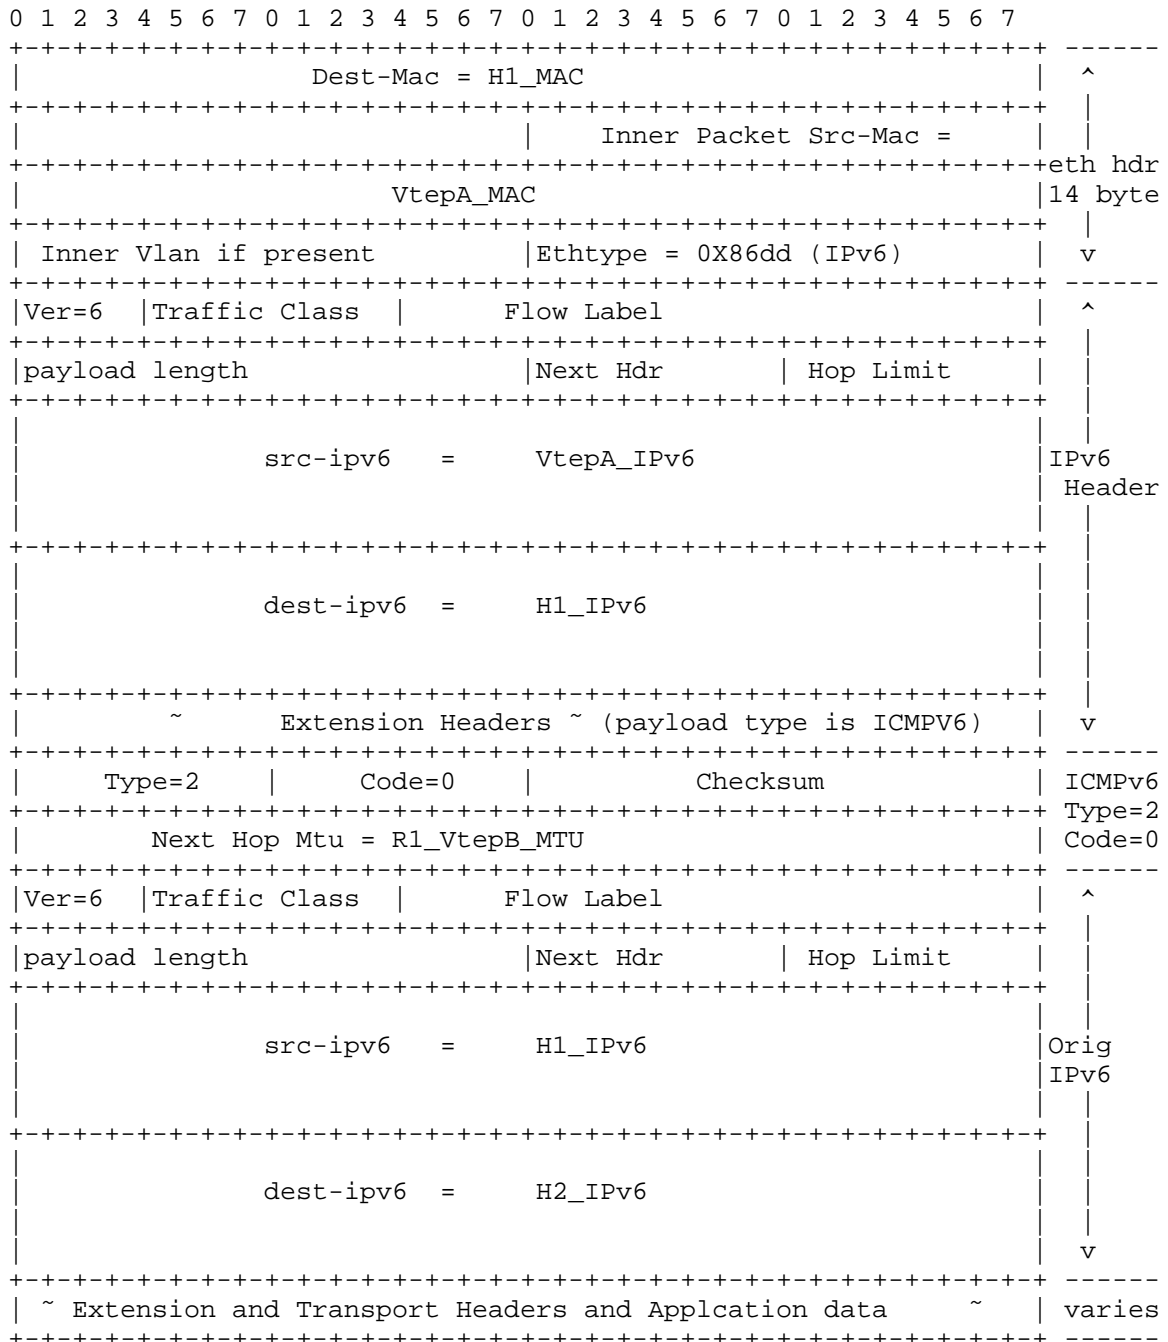 0 1 2 3 4 5 6 7 0 1 2 3 4 5 6 7 0 1 2 3 4 5 6 7 0 1 2 3 4 5 6 7
+-+-+-+-+-+-+-+-+-+-+-+-+-+-+-+-+-+-+-+-+-+-+-+-+-+-+-+-+-+-+-+-+ ------
|                  Dest-Mac = H1_MAC                            |  ^
+-+-+-+-+-+-+-+-+-+-+-+-+-+-+-+-+-+-+-+-+-+-+-+-+-+-+-+-+-+-+-+-+  |
|                               |    Inner Packet Src-Mac =     |  |
+-+-+-+-+-+-+-+-+-+-+-+-+-+-+-+-+-+-+-+-+-+-+-+-+-+-+-+-+-+-+-+-+eth hdr
|                       VtepA_MAC                               |14 byte
+-+-+-+-+-+-+-+-+-+-+-+-+-+-+-+-+-+-+-+-+-+-+-+-+-+-+-+-+-+-+-+-+  |
| Inner Vlan if present         |Ethtype = 0X86dd (IPv6)        |  v
+-+-+-+-+-+-+-+-+-+-+-+-+-+-+-+-+-+-+-+-+-+-+-+-+-+-+-+-+-+-+-+-+ ------
|Ver=6  |Traffic Class  |      Flow Label                       |  ^
+-+-+-+-+-+-+-+-+-+-+-+-+-+-+-+-+-+-+-+-+-+-+-+-+-+-+-+-+-+-+-+-+  |
|payload length                 |Next Hdr       | Hop Limit     |  |
+-+-+-+-+-+-+-+-+-+-+-+-+-+-+-+-+-+-+-+-+-+-+-+-+-+-+-+-+-+-+-+-+  |
|                                                               |  |
|               src-ipv6   =     VtepA_IPv6                     |IPv6
|                                                               | Header
|                                                               |  |
+-+-+-+-+-+-+-+-+-+-+-+-+-+-+-+-+-+-+-+-+-+-+-+-+-+-+-+-+-+-+-+-+  |
|                                                               |  |
|               dest-ipv6  =     H1_IPv6                        |  |
|                                                               |  |
|                                                               |  |
+-+-+-+-+-+-+-+-+-+-+-+-+-+-+-+-+-+-+-+-+-+-+-+-+-+-+-+-+-+-+-+-+  |
|         ~      Extension Headers ~ (payload type is ICMPV6)   |  v
+-+-+-+-+-+-+-+-+-+-+-+-+-+-+-+-+-+-+-+-+-+-+-+-+-+-+-+-+-+-+-+-+ ------
|     Type=2    |     Code=0    |          Checksum             | ICMPv6
+-+-+-+-+-+-+-+-+-+-+-+-+-+-+-+-+-+-+-+-+-+-+-+-+-+-+-+-+-+-+-+-+ Type=2
|        Next Hop Mtu = R1_VtepB_MTU                            | Code=0
+-+-+-+-+-+-+-+-+-+-+-+-+-+-+-+-+-+-+-+-+-+-+-+-+-+-+-+-+-+-+-+-+ ------
|Ver=6  |Traffic Class  |      Flow Label                       |  ^
+-+-+-+-+-+-+-+-+-+-+-+-+-+-+-+-+-+-+-+-+-+-+-+-+-+-+-+-+-+-+-+-+  |
|payload length                 |Next Hdr       | Hop Limit     |  |
+-+-+-+-+-+-+-+-+-+-+-+-+-+-+-+-+-+-+-+-+-+-+-+-+-+-+-+-+-+-+-+-+  |
|                                                               |  |
|               src-ipv6   =     H1_IPv6                        |Orig
|                                                               |IPv6
|                                                               |  |
+-+-+-+-+-+-+-+-+-+-+-+-+-+-+-+-+-+-+-+-+-+-+-+-+-+-+-+-+-+-+-+-+  |
|                                                               |  |
|               dest-ipv6  =     H2_IPv6                        |  |
|                                                               |  |
|                                                               |  v
+-+-+-+-+-+-+-+-+-+-+-+-+-+-+-+-+-+-+-+-+-+-+-+-+-+-+-+-+-+-+-+-+ ------
| ~ Extension and Transport Headers and Applcation data     ~   | varies
+-+-+-+-+-+-+-+-+-+-+-+-+-+-+-+-+-+-+-+-+-+-+-+-+-+-+-+-+-+-+-+-+ ------